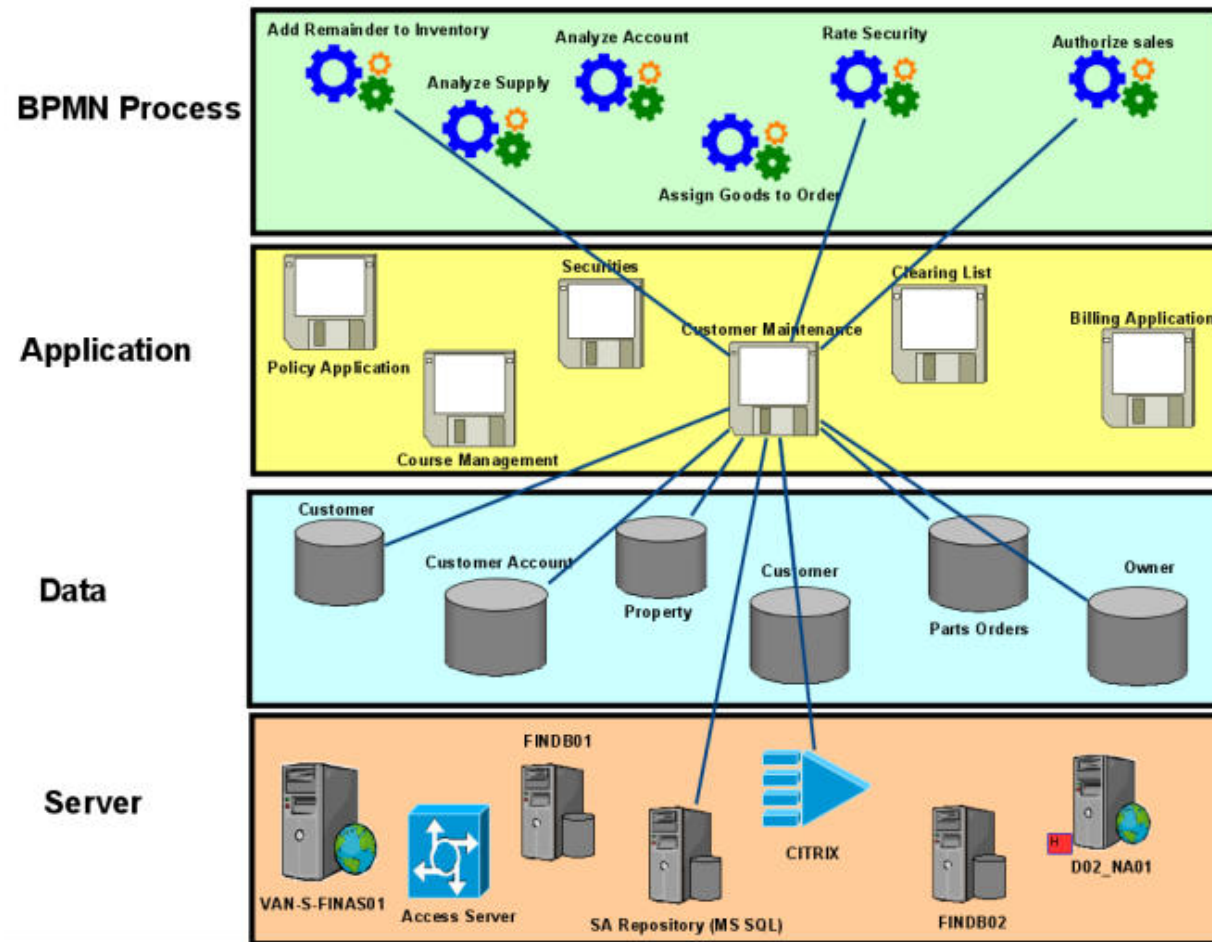 BPMN Process
Add Remainder to Inventory
Analyze Supply
Analyze Account
Assign Goods to Order
Rate Security
Authorize sales
Application
Policy Application
Course Management
Securities
Customer Maintenance
Clearing List
Billing Application
Data
Customer
Customer Account
Property
Customer
Parts Orders
Owner
Server
VAN-S-FINAS01
Access Server
FINDB01
SA Repository (MS SQL)
CITRIX
FINDB02
H
D02_NA01